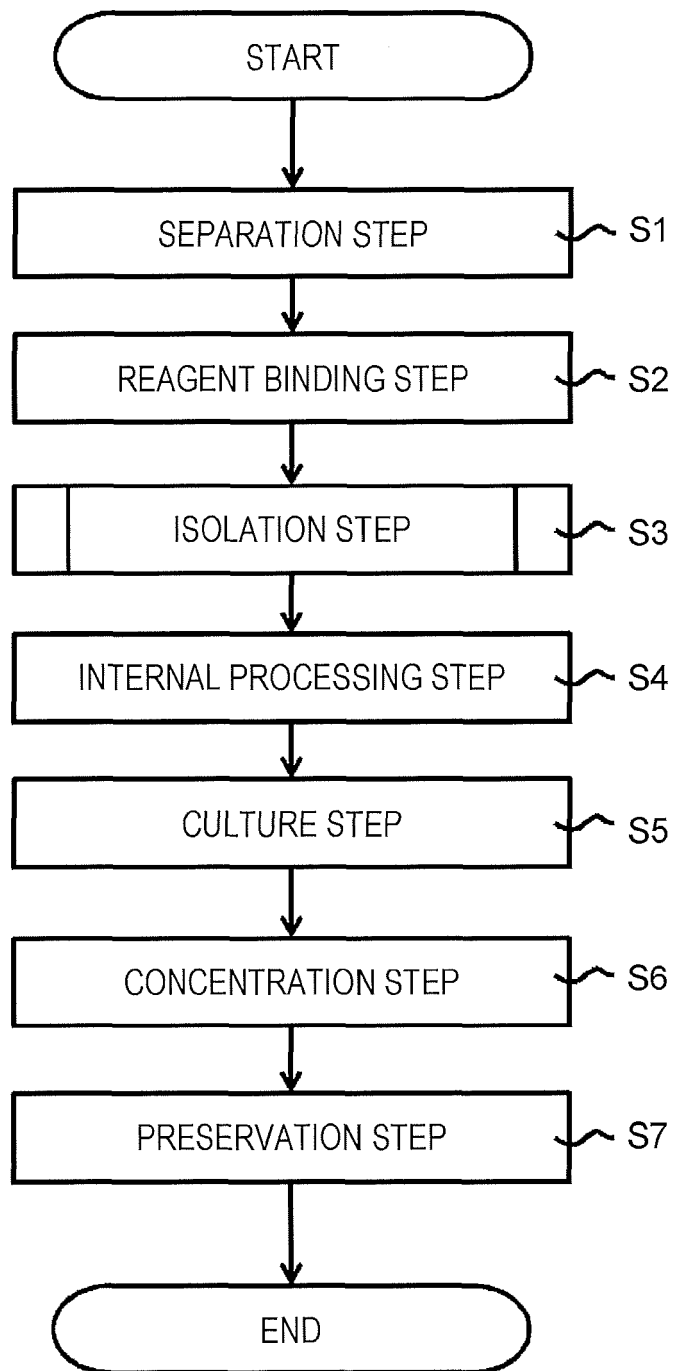 START
SEPARATION STEP S1
REAGENT BINDING STEP S2
ISOLATION STEP S3
INTERNAL PROCESSING STEP S4
CULTURE STEP S5
CONCENTRATION STEP S6
PRESERVATION STEP S7
END